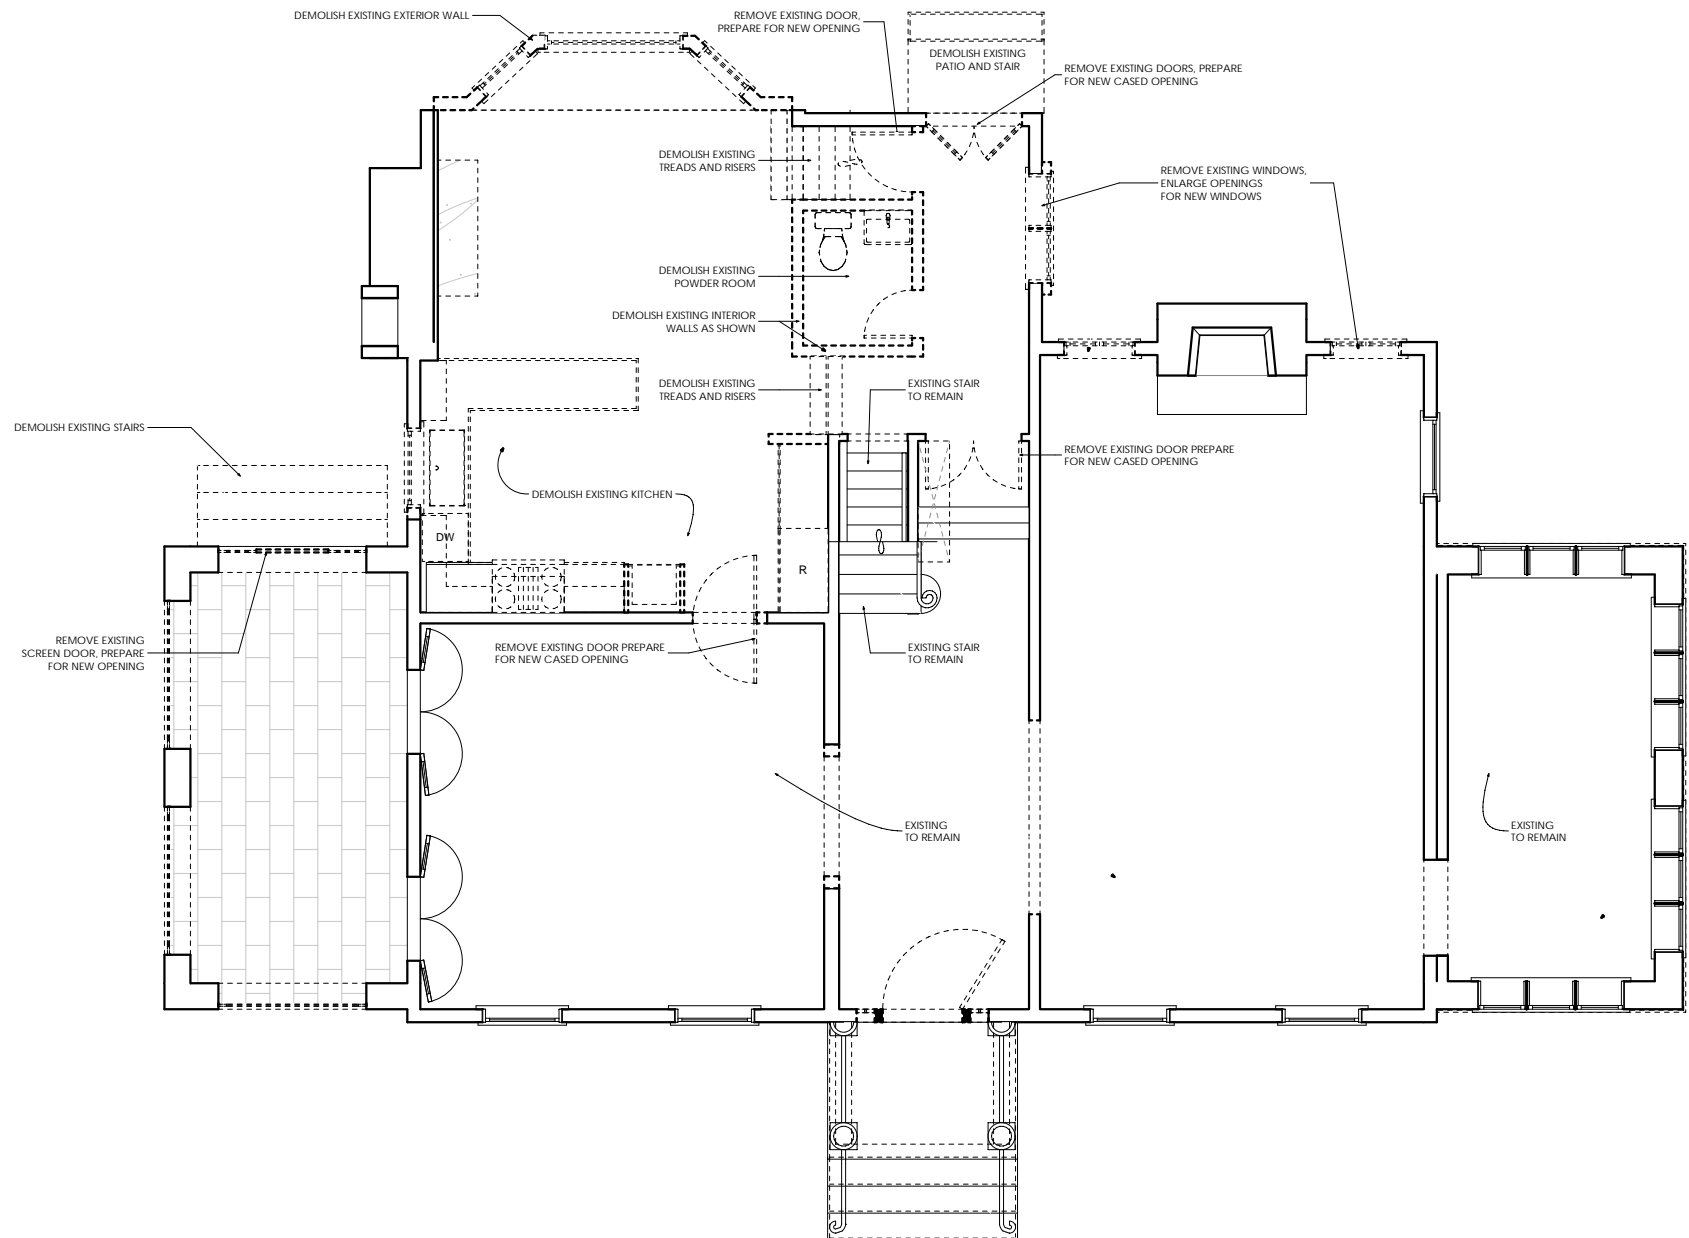 DEMOLISH EXISTING EXTERIOR WALL
REMOVE EXISTING DOOR,
PREPARE FOR NEW OPENING
DEMOLISH EXISTING
PATIO AND STAIR
REMOVE EXISTING DOORS, PREPARE
FOR NEW CASED OPENING
DEMOLISH EXISTING
TREADS AND RISERS
REMOVE EXISTING WINDOWS,
ENLARGE OPENINGS
FOR NEW WINDOWS
DEMOLISH EXISTING
POWDER ROOM
DEMOLISH EXISTING INTERIOR
WALLS AS SHOWN
DEMOLISH EXISTING
TREADS AND RISERS
EXISTING STAIR
TO REMAIN
DEMOLISH EXISTING STAIRS
REMOVE EXISTING DOOR PREPARE
FOR NEW CASED OPENING
DEMOLISH EXISTING KITCHEN
DW
R
REMOVE EXISTING
SCREEN DOOR, PREPARE
FOR NEW OPENING
REMOVE EXISTING DOOR PREPARE
FOR NEW CASED OPENING
EXISTING STAIR
TO REMAIN
EXISTING
TO REMAIN
EXISTING
TO REMAIN